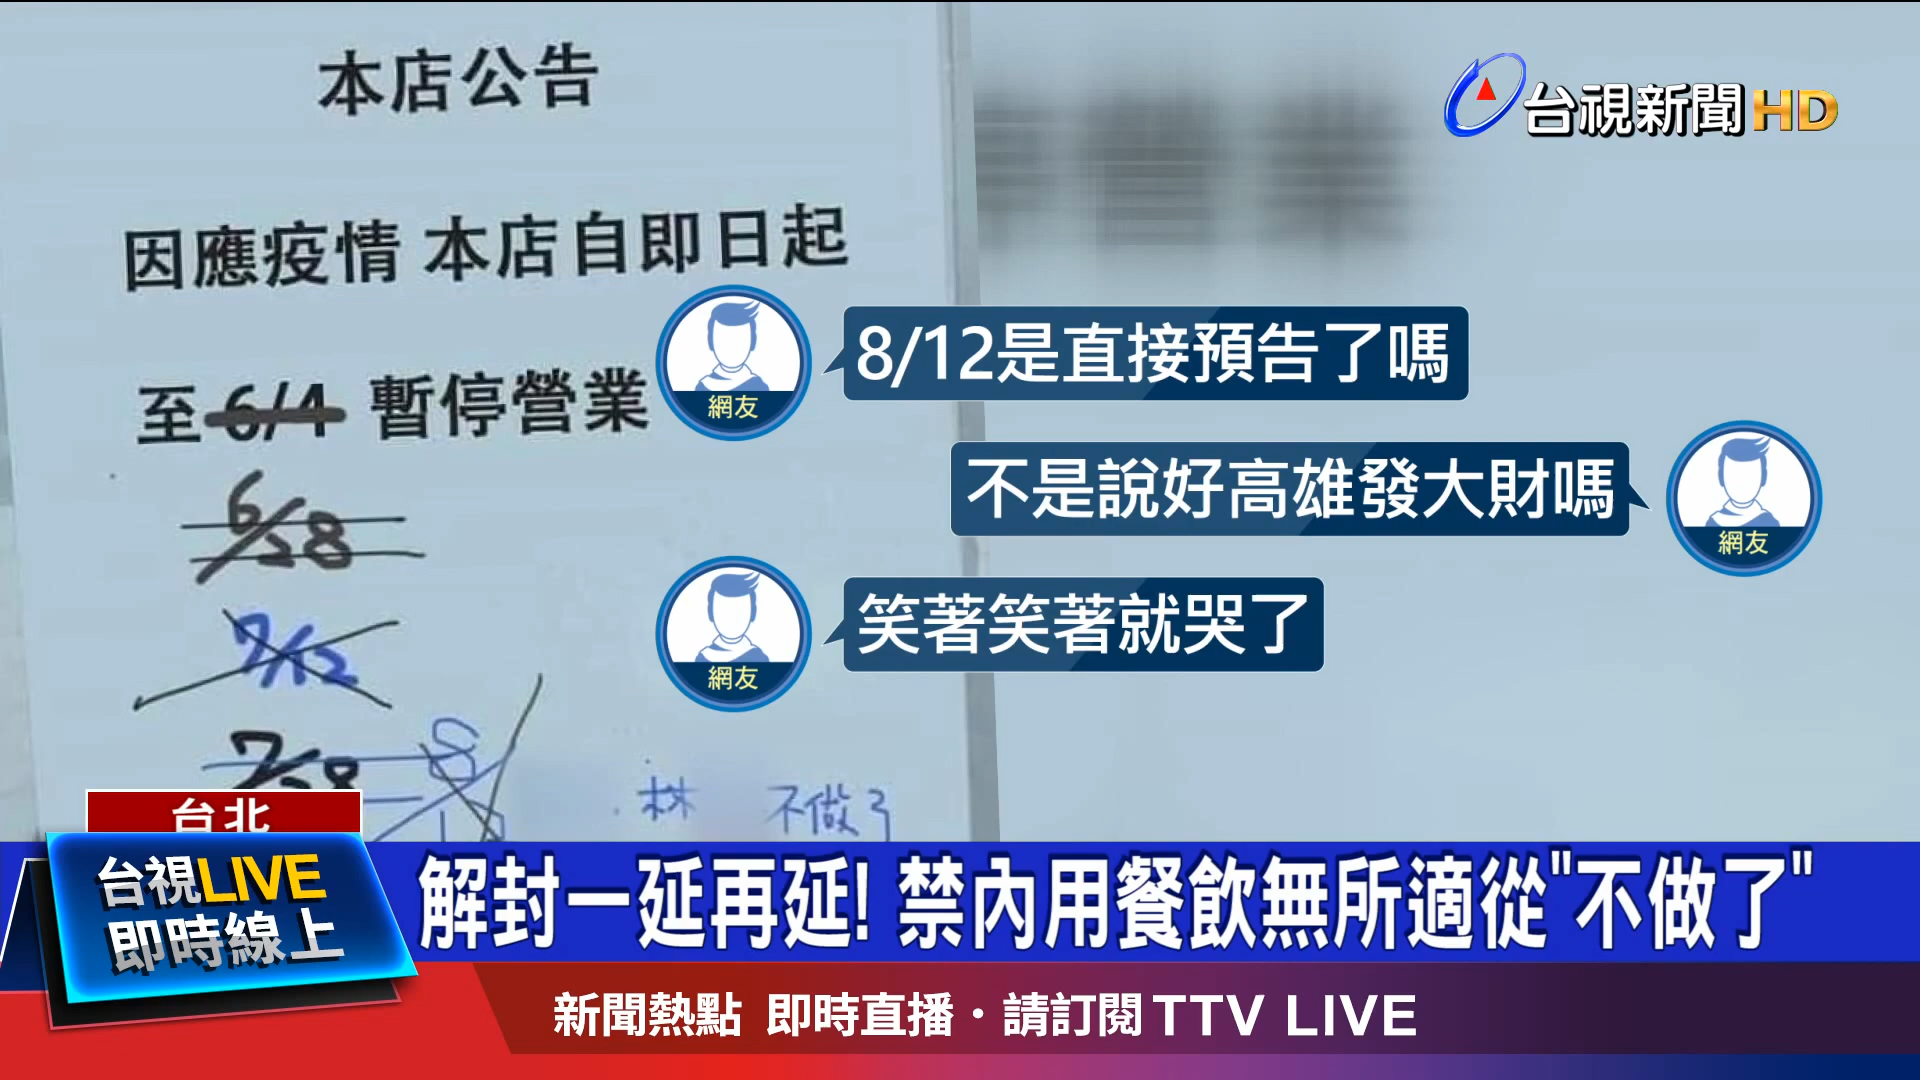 本店公告
台視新聞HD
因應疫情 本店自即日起
至 6/4 暫停營業
網友
8/12是直接預告了嗎
6/28
不是說好高雄發大財嗎
網友
7/12
網友
笑著笑著就哭了
7/28
林 不做了
台北
台視LIVE
即時線上
解封一延再延! 禁內用餐飲無所適從"不做了"
新聞熱點 即時直播・請訂閱TTV LIVE